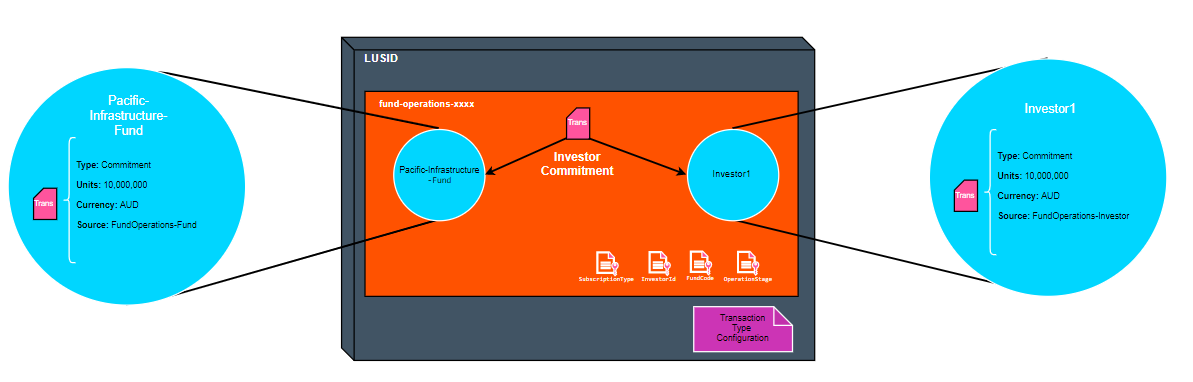 LUSID
fund-operations-xxxx
Pacific-
Infrastructure-
Fund
Type: Commitment
Units: 10,000,000
Currency: AUD
Source: FundOperations-Fund
Trans
Trans
Investor
Commitment
Pacific-Infrastructure
-Fund
Investor1
SubscriptionType
InvestorId
FundCode
OperationStage
Transaction
Type
Configuration
Investor1
Type: Commitment
Units: 10,000,000
Currency: AUD
Source: FundOperations-Investor
Trans